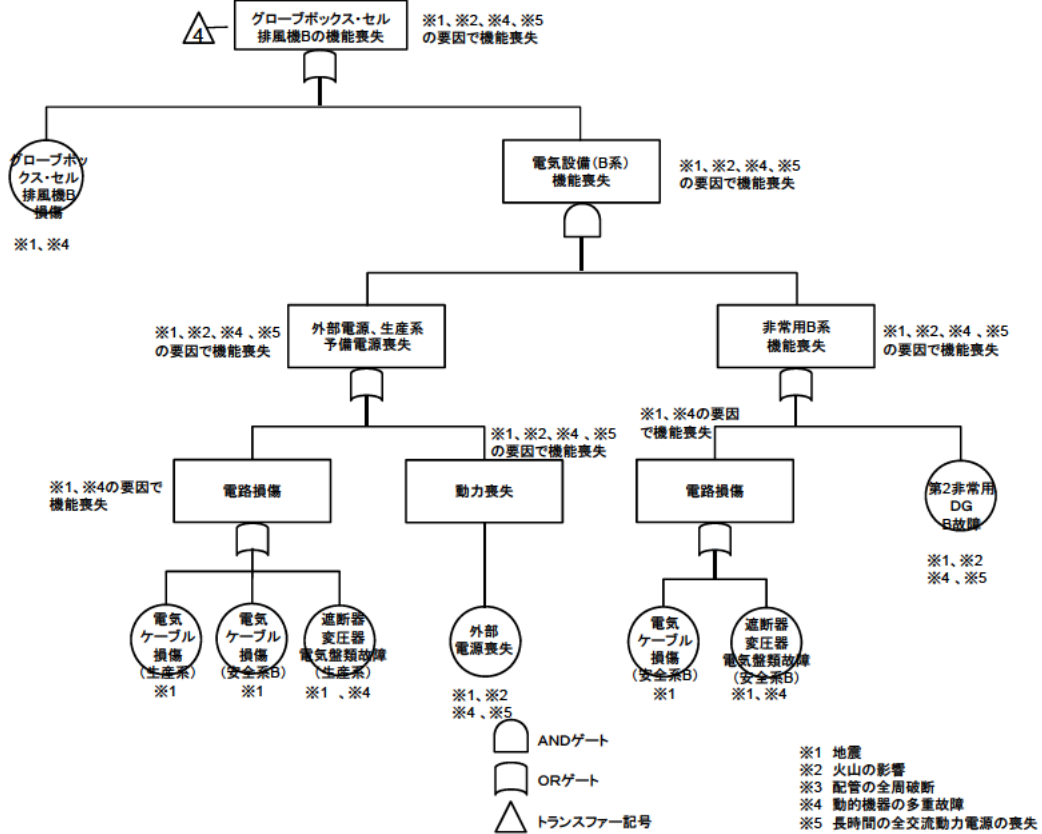 4
グローブボックス・セル
排風機Bの機能喪失
※1、※2、※4、※5
の要因で機能喪失
グローブボッ
クス・セル
排風機B
損傷
※1、※4
電気設備(B系)
機能喪失
※1、※2、※4、※5
の要因で機能喪失
※1、※2、※4 、※5
の要因で機能喪失
外部電源、生産系
予備電源喪失
非常用B系
機能喪失
※1、※2、※4 、※5
の要因で機能喪失
※1、※4の要因で
機能喪失
電路損傷
※1、※2、※4 、※5
の要因で機能喪失
動力喪失
※1、※4の要因
で機能喪失
電路損傷
第2非常用
DG
B故障
※1、※2
※4 、※5
電気
ケーブル
損傷
(生産系)
※1
電気
ケーブル
損傷
(安全系B)
※1
遮断器
変圧器
電気盤類故障
(生産系)
※1 、※4
外部
電源喪失
※1、※2
※4 、※5
電気
ケーブル
損傷
(安全系B)
※1
遮断器
変圧器
電気盤類故障
(安全系B)
※1、※4
ANDゲート
ORゲート
トランスファー記号
※1 地震
※2 火山の影響
※3 配管の全周破断
※4 動的機器の多重故障
※5 長時間の全交流動力電源の喪失